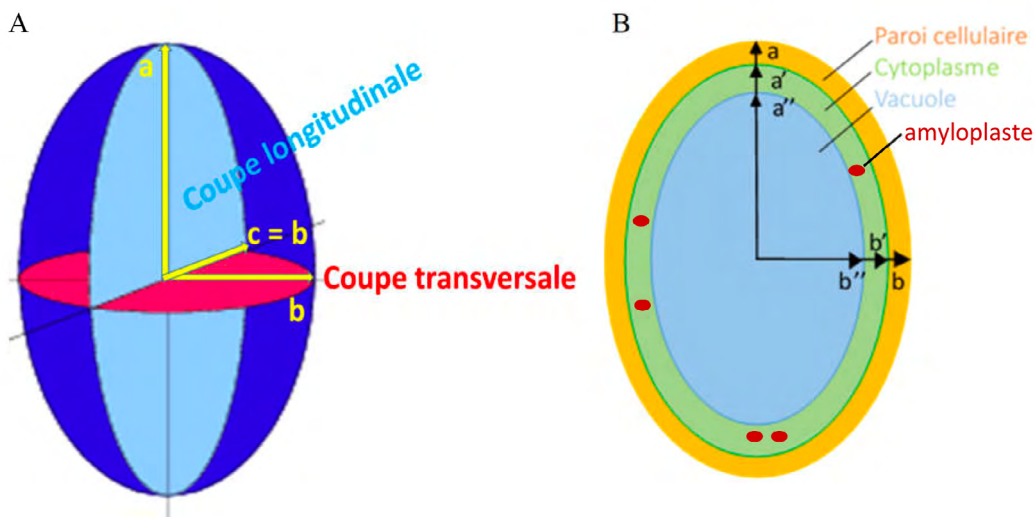 A
a
Coupe longitudinale
c = b
Coupe transversale
b
B
Paroi cellulaire
Cytoplasme
Vacuole
amyloplaste
a
a'
a''
b'
b''
b